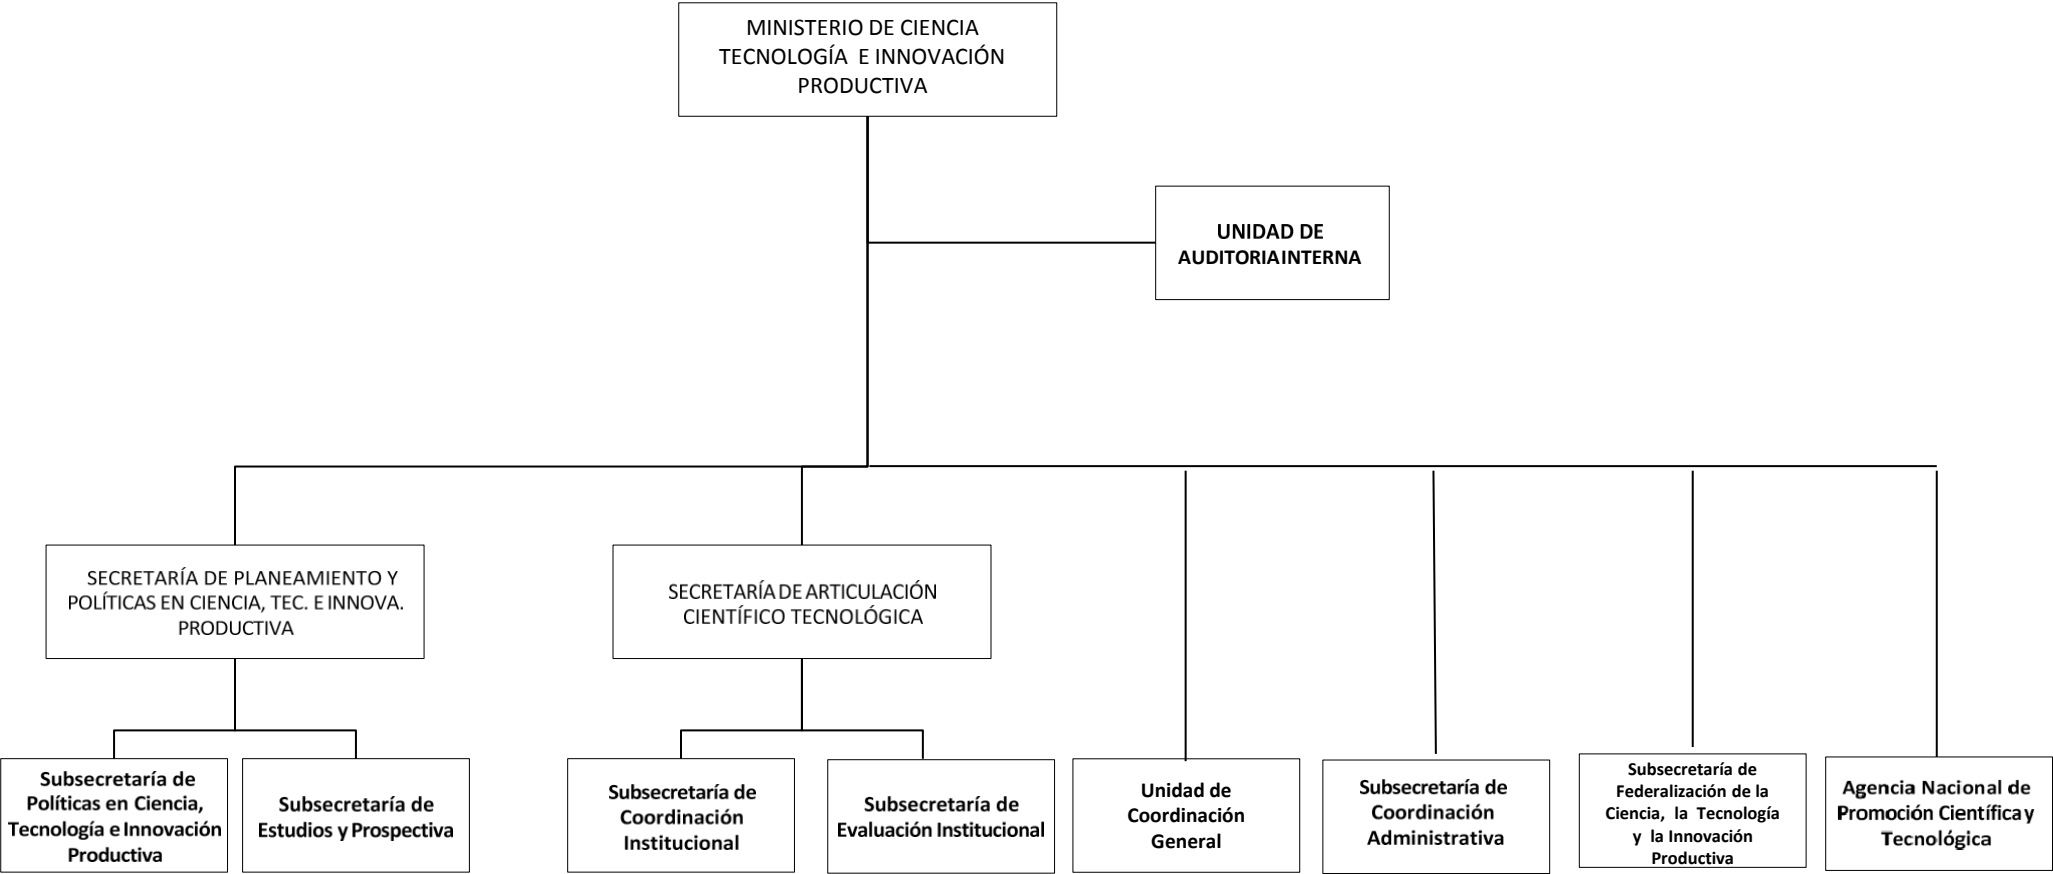 MINISTERIO DE CIENCIA
TECNOLOGÍA E INNOVACIÓN
PRODUCTIVA
UNIDAD DE
AUDITORIA INTERNA
SECRETARÍA DE PLANEAMIENTO Y
POLÍTICAS EN CIENCIA, TEC. E INNOVA.
PRODUCTIVA
SECRETARÍA DE ARTICULACIÓN
CIENTÍFICO TECNOLÓGICA
Subsecretaría de
Políticas en Ciencia,
Tecnología e Innovación
Productiva
Subsecretaría de
Estudios y Prospectiva
Subsecretaría de
Coordinación
Institucional
Subsecretaría de
Evaluación Institucional
Unidad de
Coordinación
General
Subsecretaría de
Coordinación
Administrativa
Subsecretaría de
Federalización de la
Ciencia, la Tecnología
y la Innovación
Productiva
Agencia Nacional de
Promoción Científica y
Tecnológica